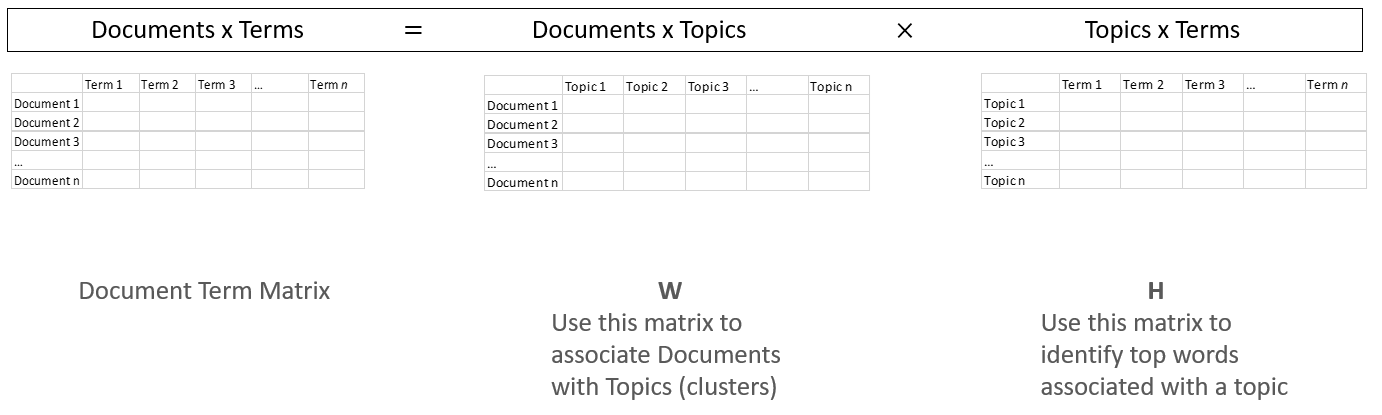 Documents x Terms = Documents x Topics × Topics x Terms
Term 1 Term 2 Term 3 ... Term n
Document 1
Document 2
Document 3
...
Document n
Topic 1 Topic 2 Topic 3 ... Topic n
Document 1
Document 2
Document 3
...
Document n
Term 1 Term 2 Term 3 ... Term n
Topic 1
Topic 2
Topic 3
...
Topic n
Document Term Matrix
W
Use this matrix to
associate Documents
with Topics (clusters)
H
Use this matrix to
identify top words
associated with a topic